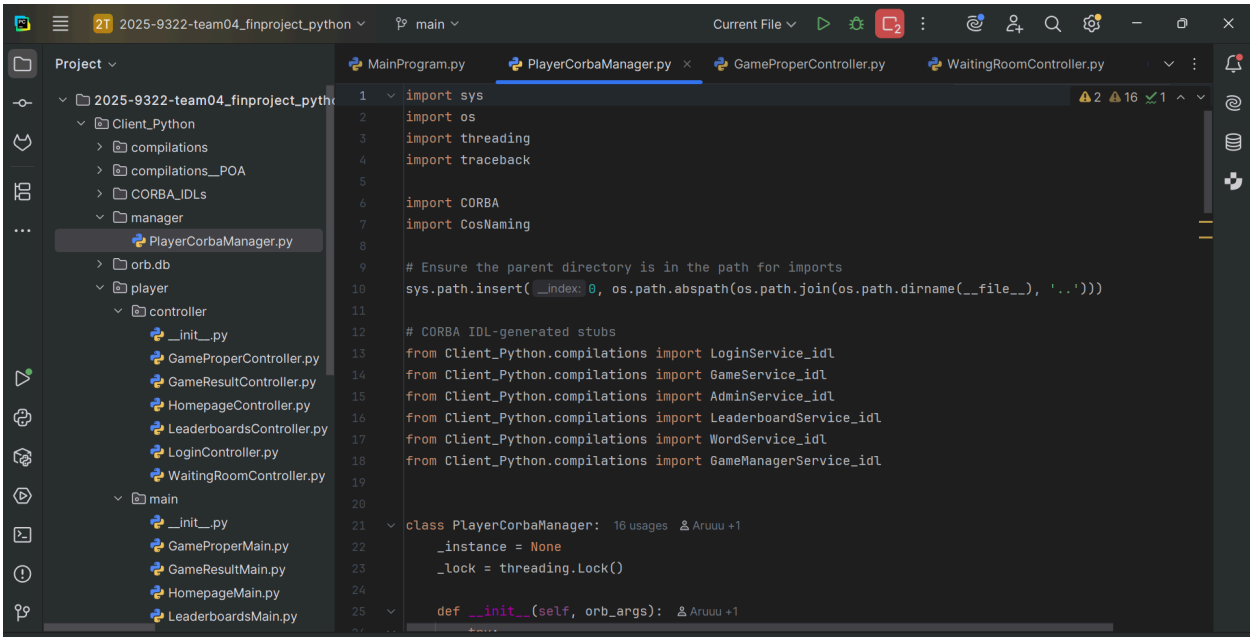 PC
2T 2025-9322-team04_finproject_python main Current File 2
Project
MainProgram.py PlayerCorbaManager.py GameProperController.py WaitingRoomController.py
2025-9322-team04_finproject_pytho
Client_Python
compilations
compilations__POA
CORBA_IDLs
manager
PlayerCorbaManager.py
orb.db
player
controller
__init__.py
GameProperController.py
GameResultController.py
HomepageController.py
LeaderboardsController.py
LoginController.py
WaitingRoomController.py
main
__init__.py
GameProperMain.py
GameResultMain.py
HomepageMain.py
LeaderboardsMain.py
1 import sys 2 16 1
2 import os
3 import threading
4 import traceback
5
6 import CORBA
7 import CosNaming
8
9 # Ensure the parent directory is in the path for imports
10 sys.path.insert( __index: 0, os.path.abspath(os.path.join(os.path.dirname(__file__), '..')))
11
12 # CORBA IDL-generated stubs
13 from Client_Python.compilations import LoginService_idl
14 from Client_Python.compilations import GameService_idl
15 from Client_Python.compilations import AdminService_idl
16 from Client_Python.compilations import LeaderboardService_idl
17 from Client_Python.compilations import WordService_idl
18 from Client_Python.compilations import GameManagerService_idl
19
20
21 class PlayerCorbaManager: 16 usages Aruuu +1
22 _instance = None
23 _lock = threading.Lock()
24
25 def __init__(self, orb_args): Aruuu +1